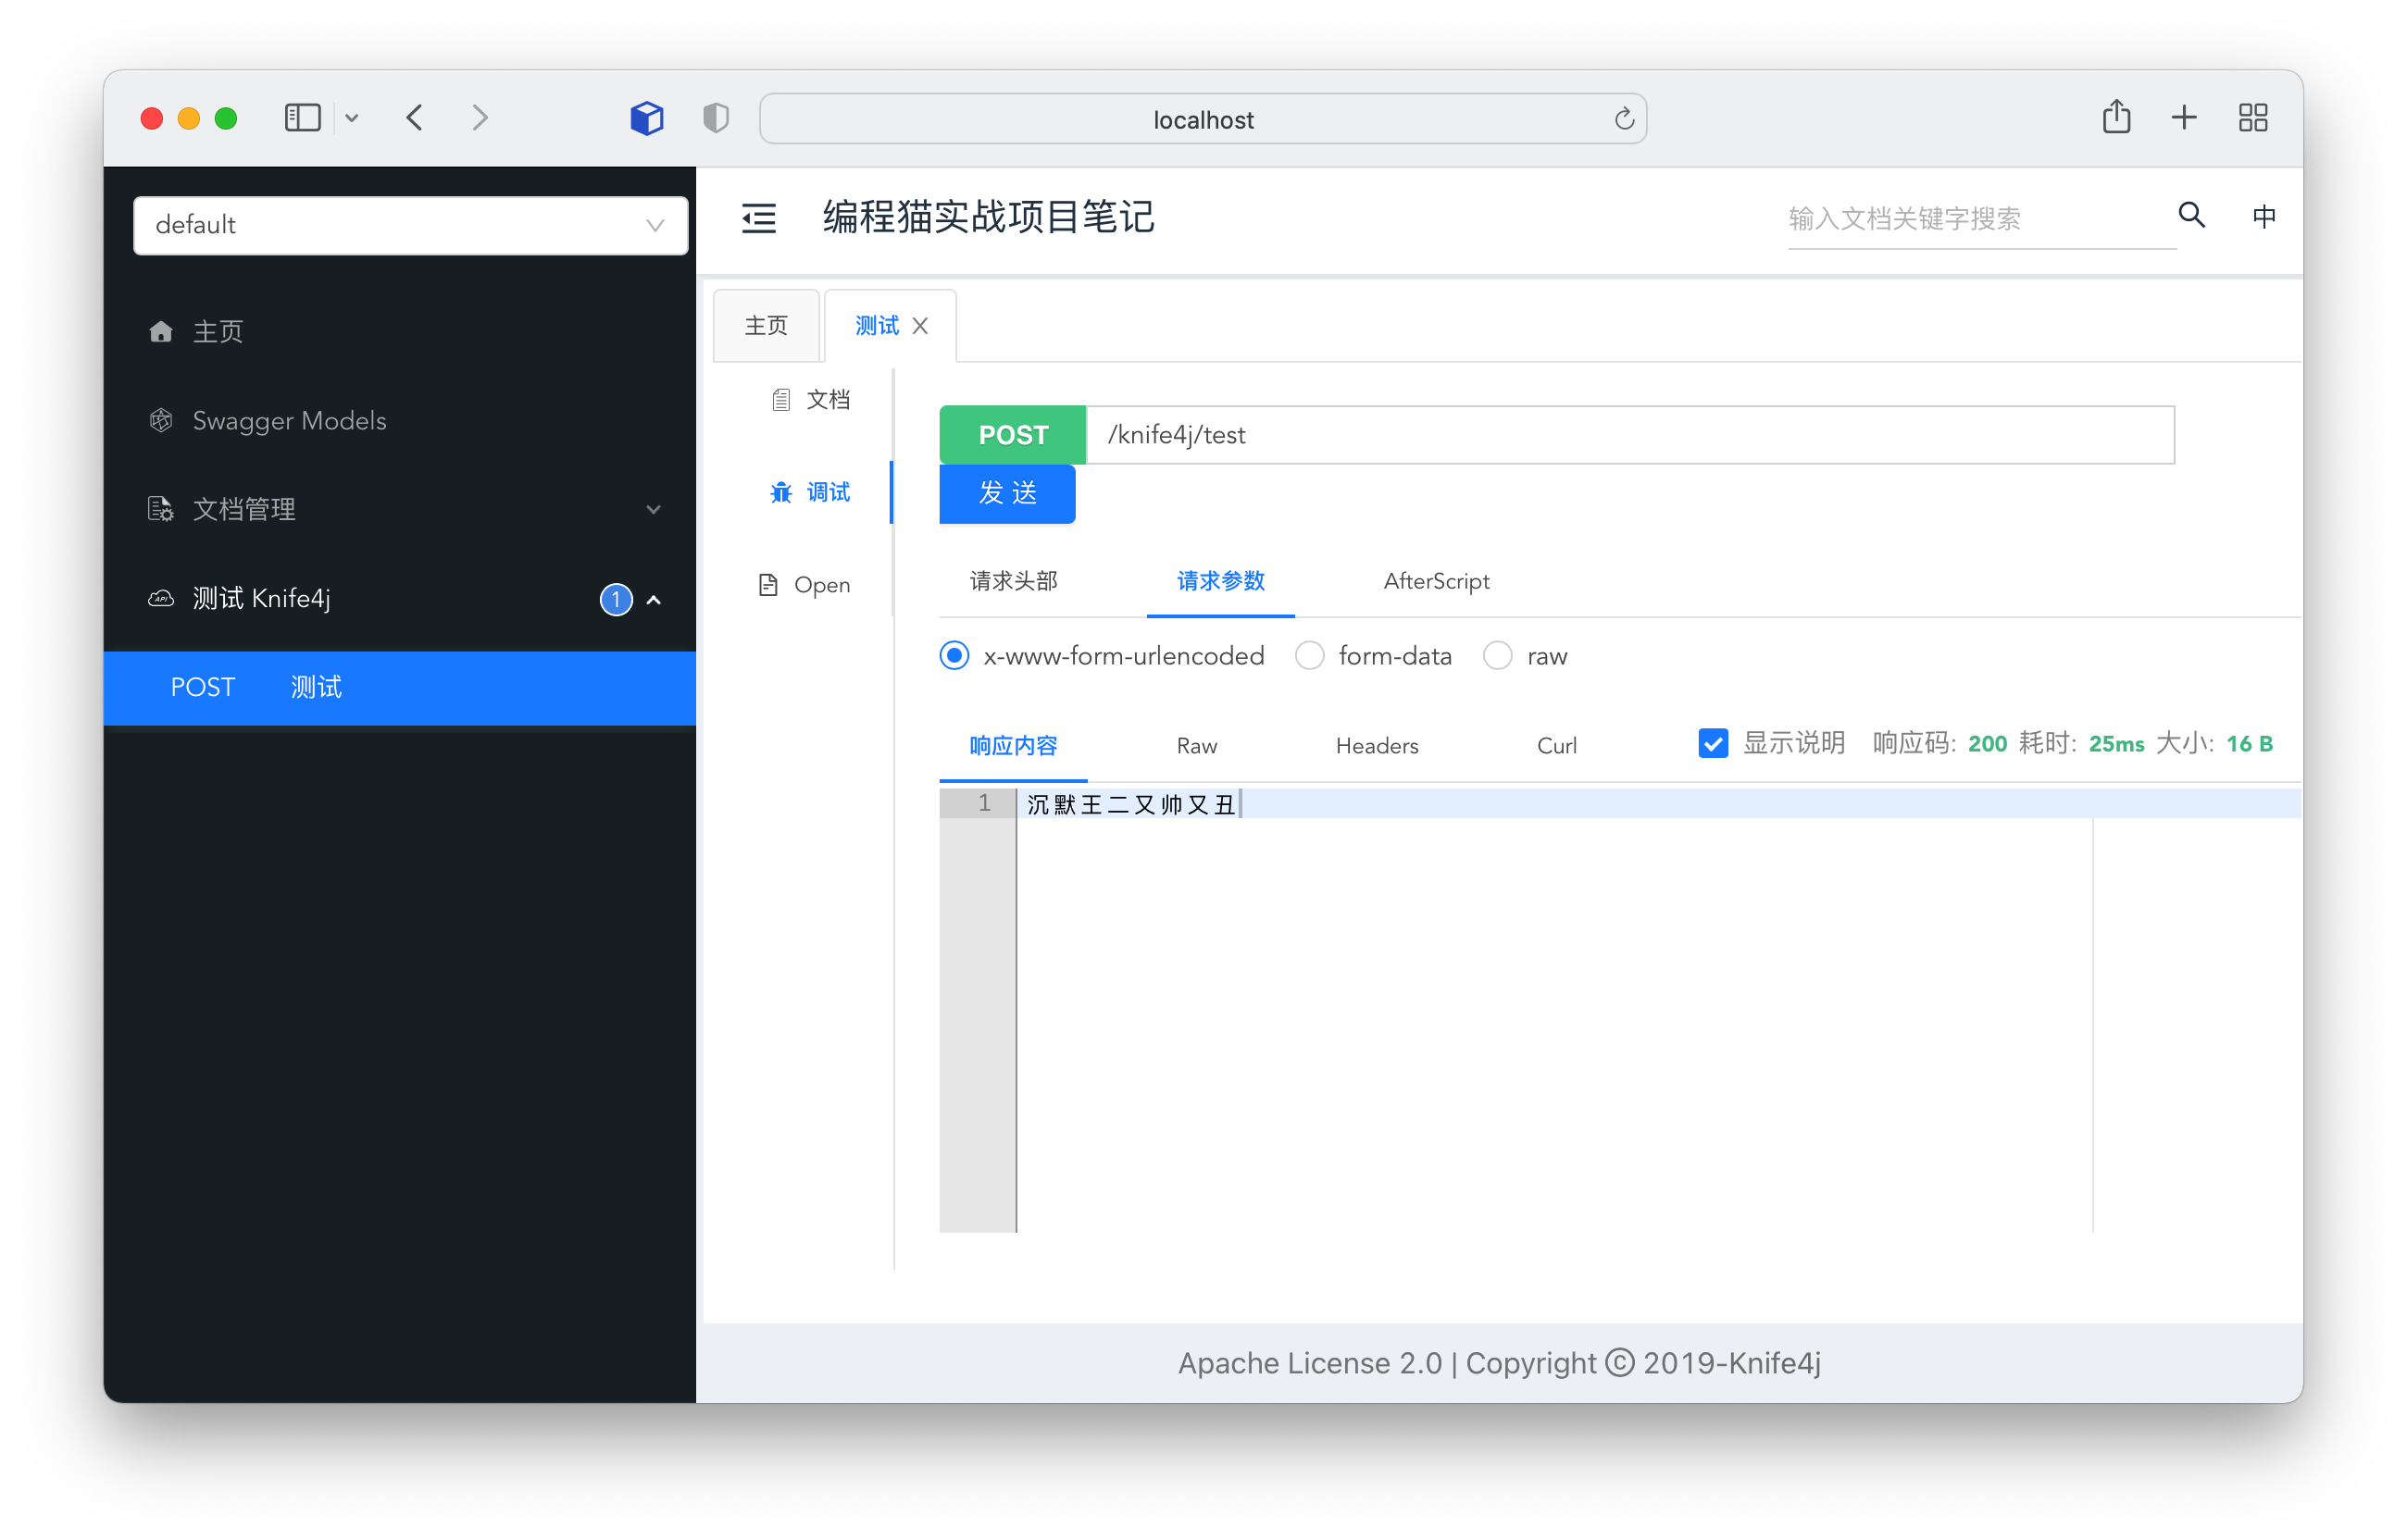 localhost
default
主页
Swagger Models
文档管理
测试 Knife4j
1
POST 测试
编程猫实战项目笔记
输入文档关键字搜索
中
主页
测试
文档
调试
Open
POST /knife4j/test
发 送
请求头部 请求参数 AfterScript
x-www-form-urlencoded form-data raw
响应内容 Raw Headers Curl 显示说明 响应码: 200 耗时: 25ms 大小: 16 B
1 沉默王二又帅又丑
Apache License 2.0 | Copyright © 2019-Knife4j